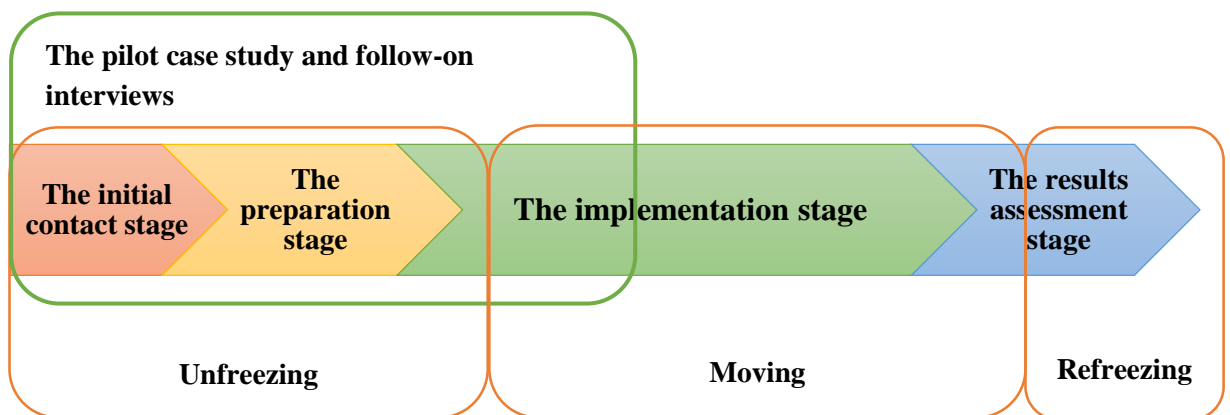 The pilot case study and follow-on
interviews
The initial
contact stage
The
preparation
stage
The implementation stage
The results
assessment
stage
Unfreezing
Moving
Refreezing